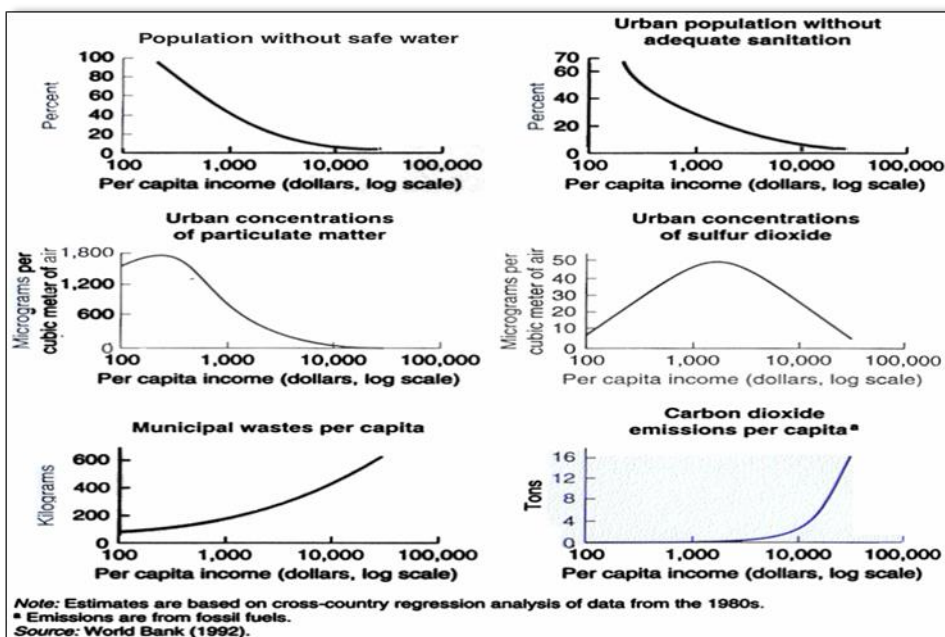 Population without safe water
100
80
60
40
20
0
Percent
100 1,000 10,000 100,000
Per capita income (dollars, log scale)
Urban population without
adequate sanitation
70
60
40
20
0
Percent
100 1,000 10,000 100,000
Per capita income (dollars, log scale)
Urban concentrations
of particulate matter
1,800
1,200
600
0
Micrograms per
cubic meter of air
100 1,000 10,000 100,000
Per capita income (dollars, log scale)
Urban concentrations
of sulfur dioxide
50
40
30
20
10
0
Micrograms per
cubic meter of air
100 1,000 10,000 100,000
Per capita income (dollars, log scale)
Municipal wastes per capita
600
400
200
0
Kilograms
100 1,000 10,000 100,000
Per capita income (dollars, log scale)
Carbon dioxide
emissions per capitaª
16
12
8
4
0
Tons
100 1,000 10,000 100,000
Per capita income (dollars, log scale)
Note: Estimates are based on cross-country regression analysis of data from the 1980s.
ª Emissions are from fossil fuels.
Source: World Bank (1992).